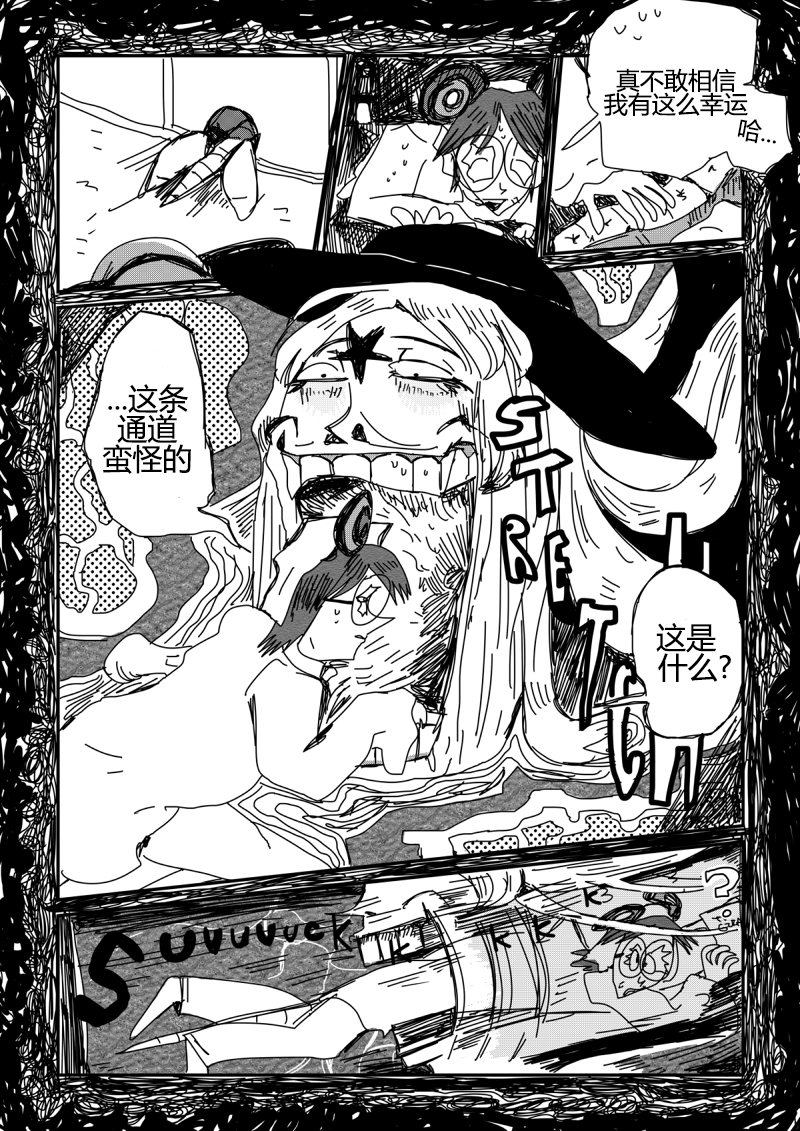 真不敢相信
我有这么幸运
哈...
...这条
通道
蛮怪的
STRETCH
这是
什么?
SUUUUUCK
K
K
K
K
?